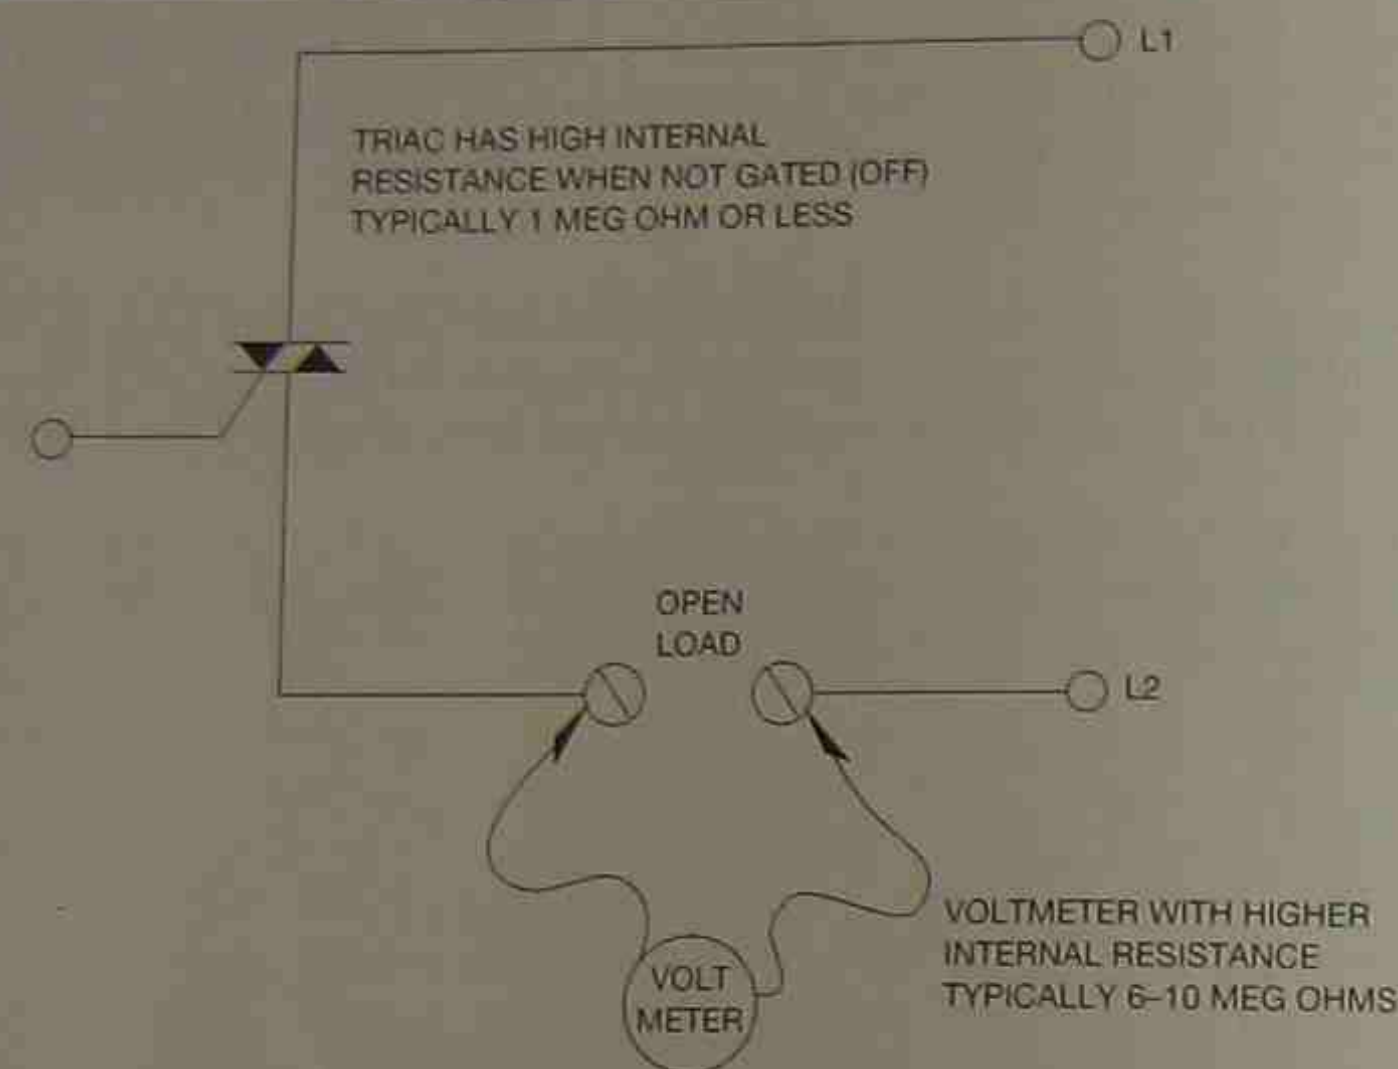 L1
TRIAC HAS HIGH INTERNAL
RESISTANCE WHEN NOT GATED (OFF)
TYPICALLY 1 MEG OHM OR LESS
OPEN
LOAD
L2
VOLTMETER WITH HIGHER
INTERNAL RESISTANCE
TYPICALLY 6–10 MEG OHMS
VOLT
METER